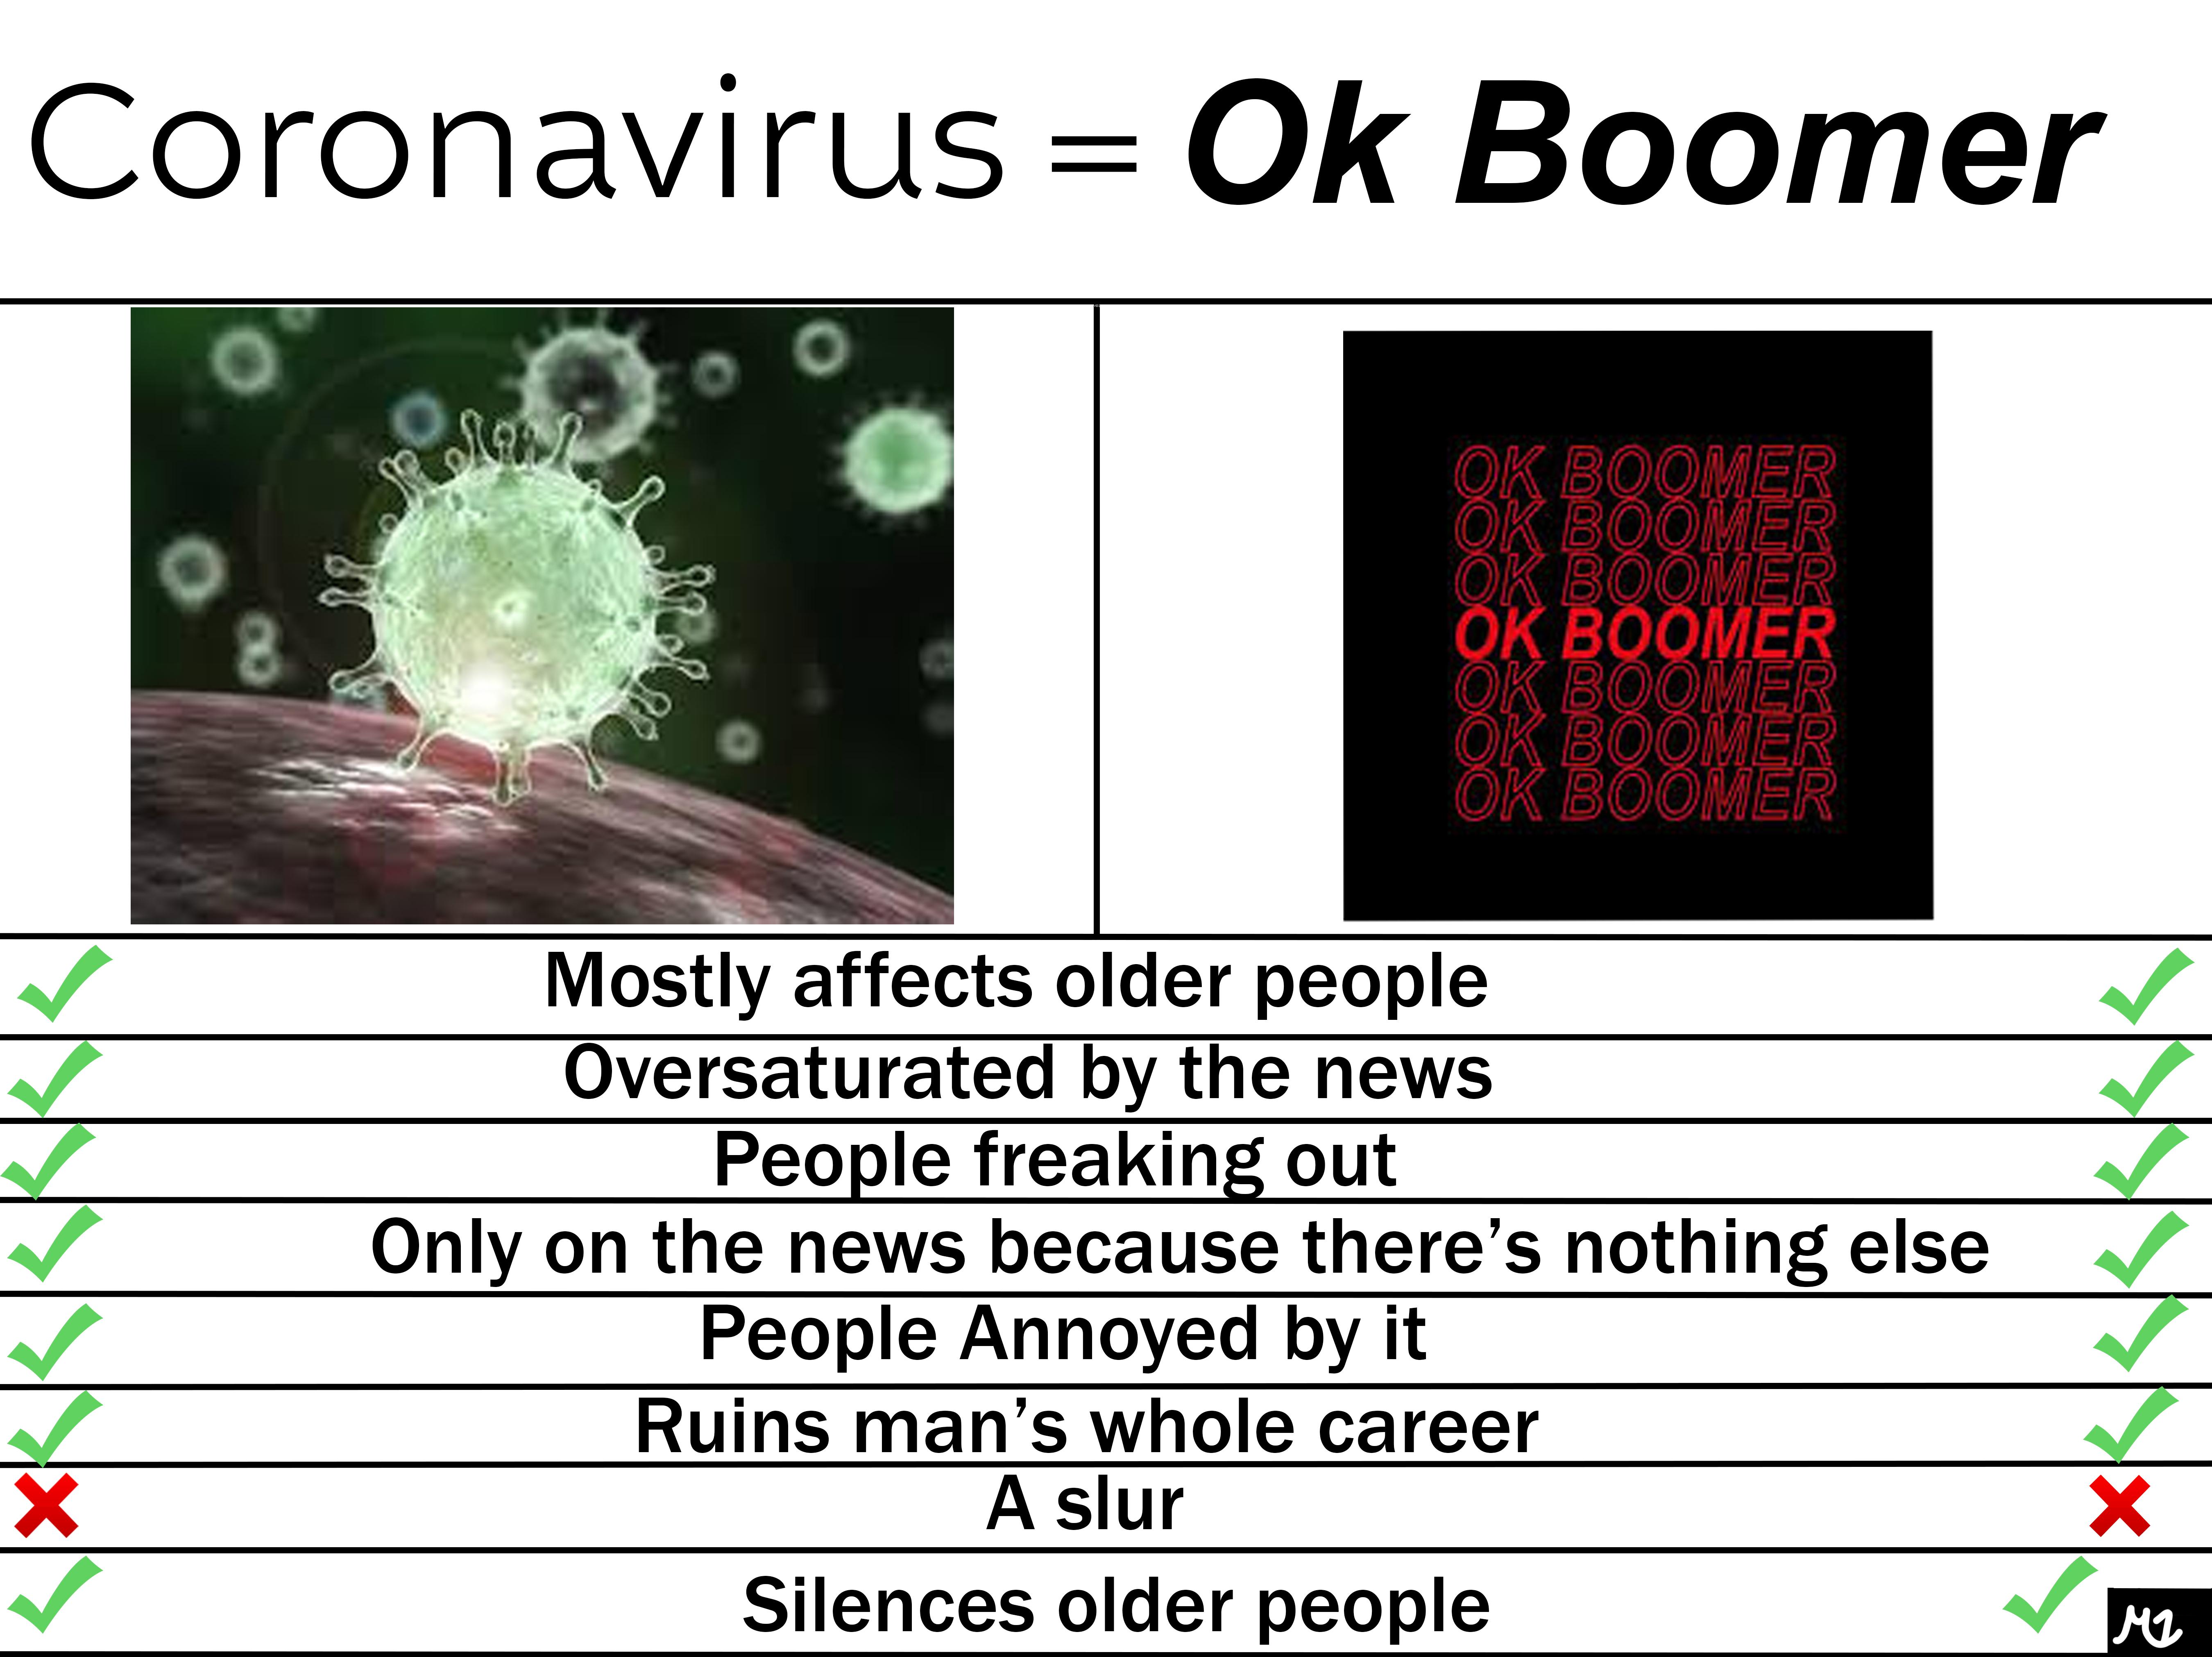 Coronavirus = Ok Boomer
OK BOOMER
OK BOOMER
OK BOOMER
OK BOOMER
OK BOOMER
OK BOOMER
OK BOOMER
Mostly affects older people
Oversaturated by the news
People freaking out
Only on the news because there’s nothing else
People Annoyed by it
Ruins man’s whole career
A slur
Silences older people